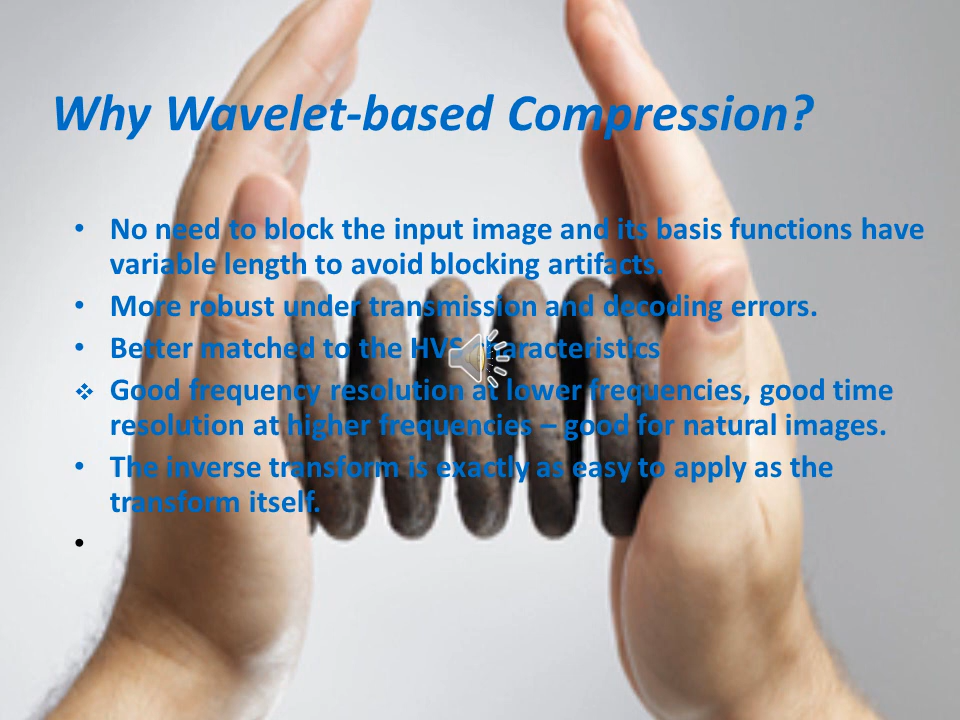 Why Wavelet-based Compression?
• No need to block the input image and its basis functions have
variable length to avoid blocking artifacts.
• More robust under transmission and decoding errors.
• Better matched to the HVS characteristics
❖ Good frequency resolution at lower frequencies, good time
resolution at higher frequencies – good for natural images.
• The inverse transform is exactly as easy to apply as the
transform itself.
•